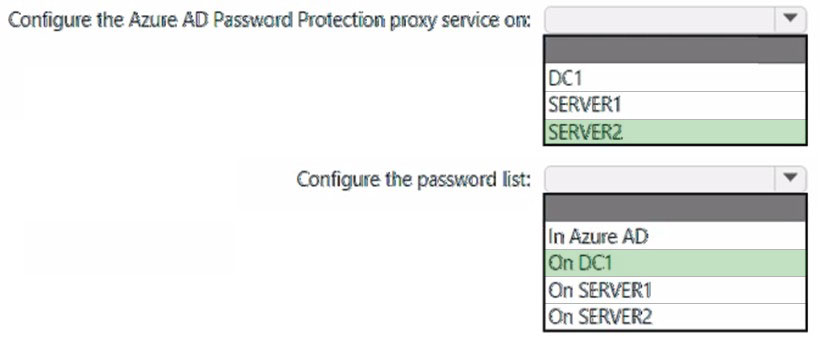 Configure the Azure AD Password Protection proxy service on:
DC1
SERVER1
SERVER2
Configure the password list:
In Azure AD
On DC1
On SERVER1
On SERVER2